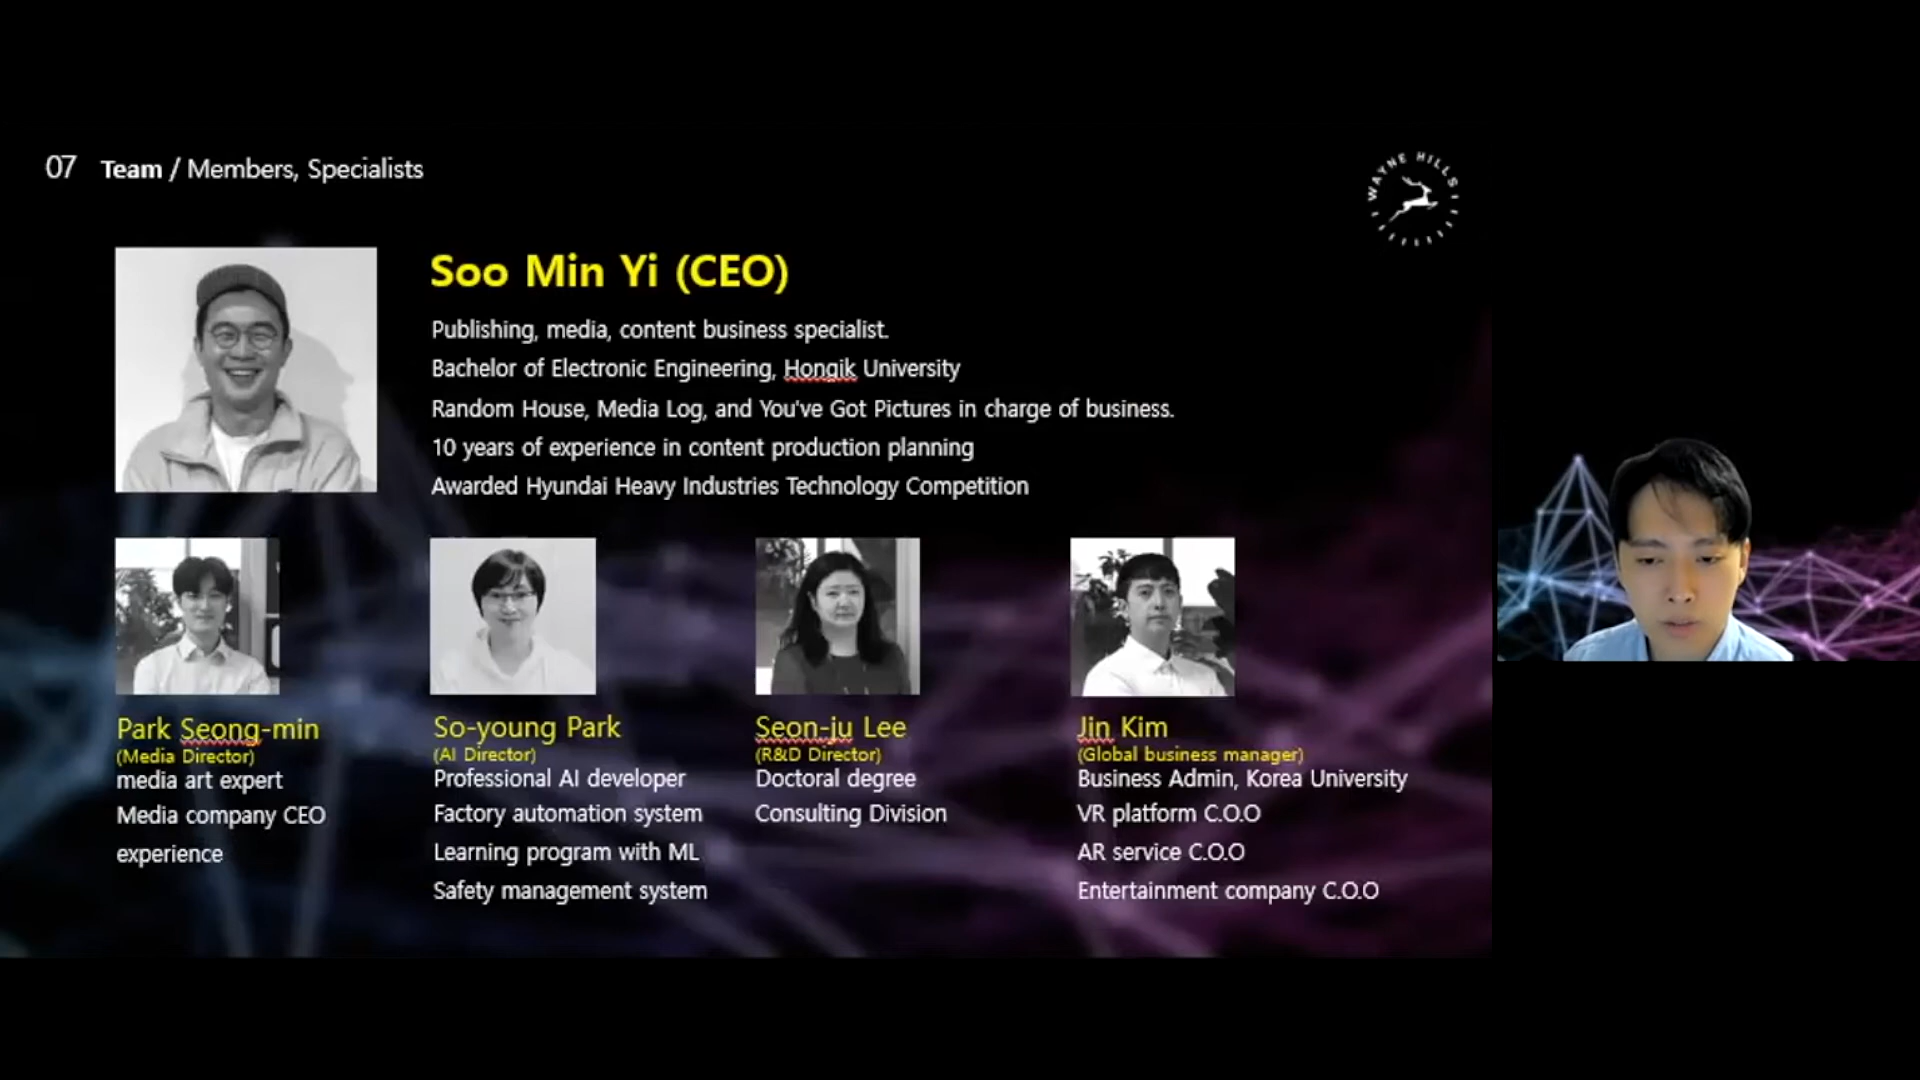 07 Team / Members, Specialists
WAYNE HILLS
Soo Min Yi (CEO)
Publishing, media, content business specialist.
Bachelor of Electronic Engineering, Hongik University
Random House, Media Log, and You've Got Pictures in charge of business.
10 years of experience in content production planning
Awarded Hyundai Heavy Industries Technology Competition
Park Seong-min
(Media Director)
media art expert
Media company CEO
experience
So-young Park
(AI Director)
Professional AI developer
Factory automation system
Learning program with ML
Safety management system
Seon-ju Lee
(R&D Director)
Doctoral degree
Consulting Division
Jin Kim
(Global business manager)
Business Admin, Korea University
VR platform C.O.O
AR service C.O.O
Entertainment company C.O.O